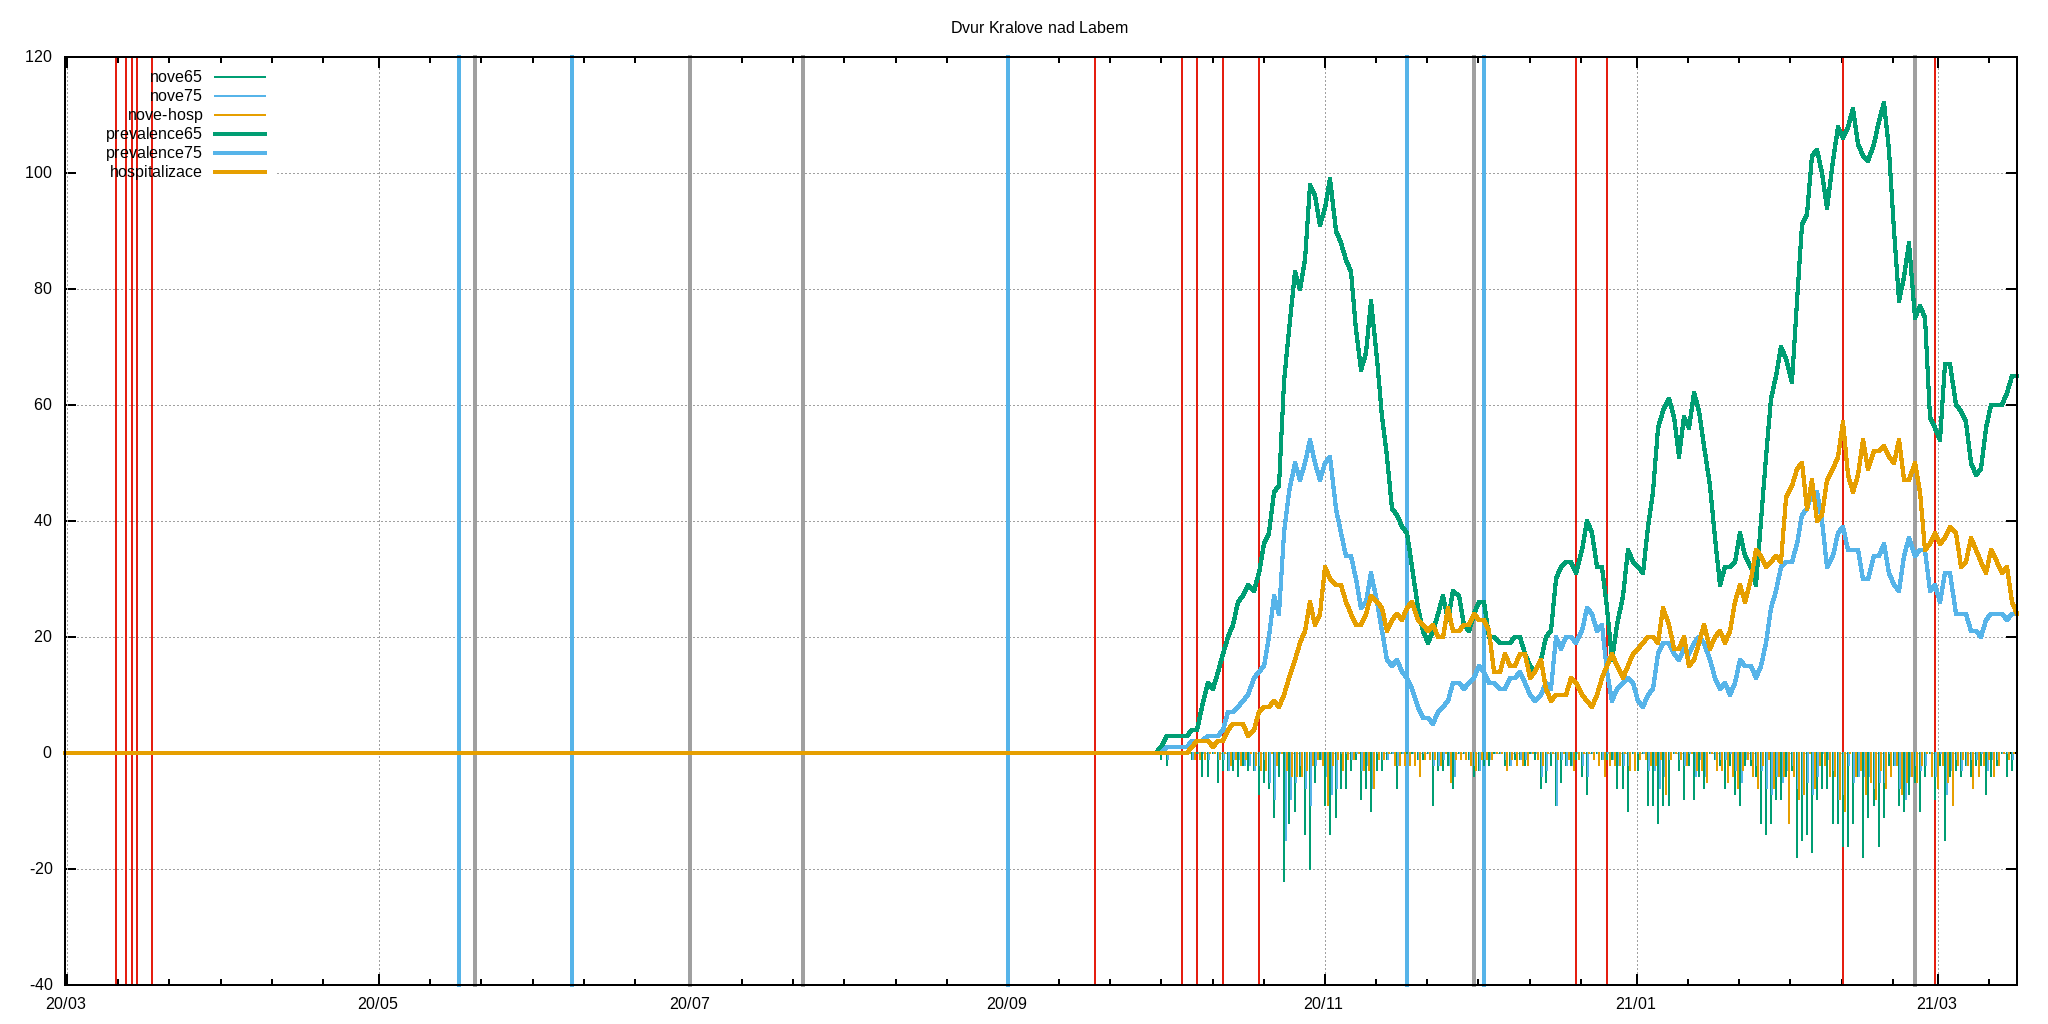 Dvur Kralove nad Labem
120
100
80
60
40
20
0
-20
-40
nove65
nove75
nove-hosp
prevalence65
prevalence75
hospitalizace
20/03 20/05 20/07 20/09 20/11 21/01 21/03